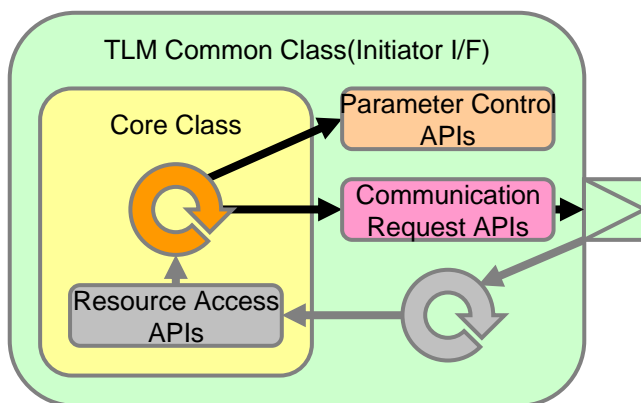 TLM Common Class(Initiator I/F)
Parameter Control
APIs
Core Class
Communication
Request APIs
Resource Access
APIs